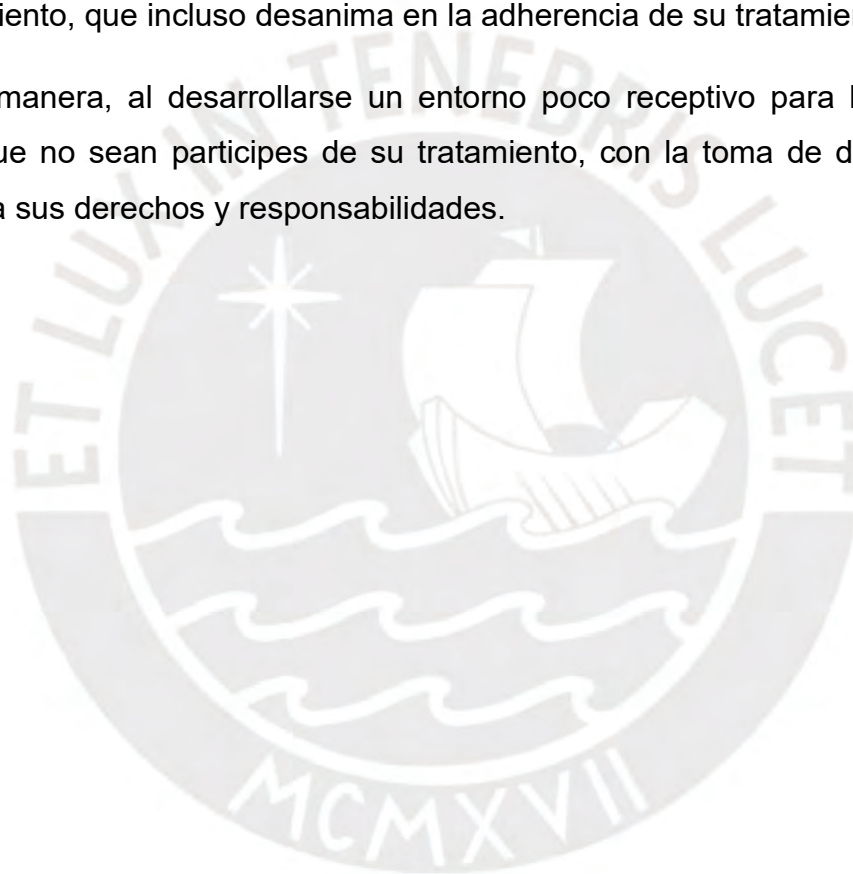 iento, que incluso desanima en la adherencia de su tratamie
manera, al desarrollarse un entorno poco receptivo para
ue no sean participes de su tratamiento, con la toma de d
a sus derechos y responsabilidades.
ET LUX IN TENEBRIS LUCET
MCMXVII